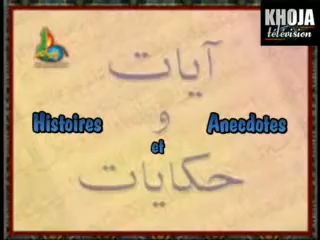 KHOJA
télévision
آيات
Histoires و Anecdotes
et
حكايات